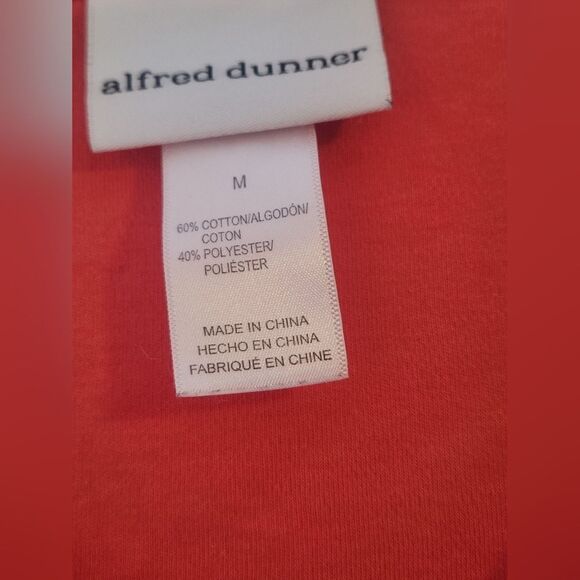 alfred dunner
M
60% COTTON/ALGODÓN/
COTON
40% POLYESTER/
POLIÉSTER
MADE IN CHINA
HECHO EN CHINA
FABRIQUÉ EN CHINE